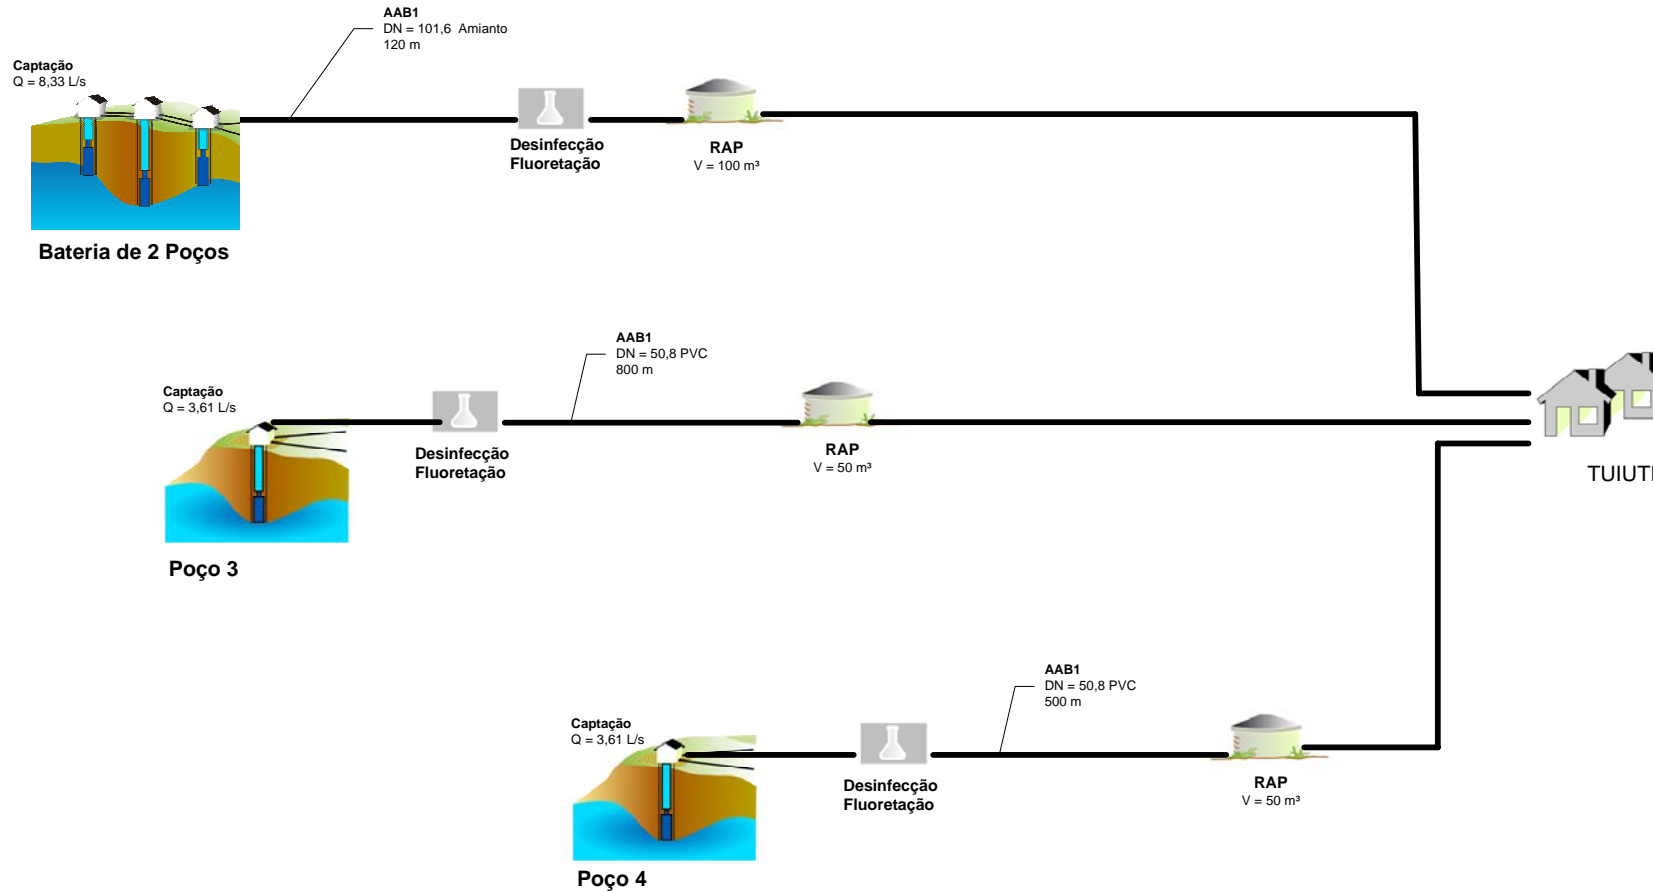 AAB1
DN = 101,6 Amianto
120 m
Captação
Q = 8,33 L/s
Desinfecção
Fluoretação
RAP
V = 100 m³
Bateria de 2 Poços
AAB1
DN = 50,8 PVC
800 m
Captação
Q = 3,61 L/s
Desinfecção
Fluoretação
RAP
V = 50 m³
TUIUTI
Poço 3
AAB1
DN = 50,8 PVC
500 m
Captação
Q = 3,61 L/s
Desinfecção
Fluoretação
RAP
V = 50 m³
Poço 4